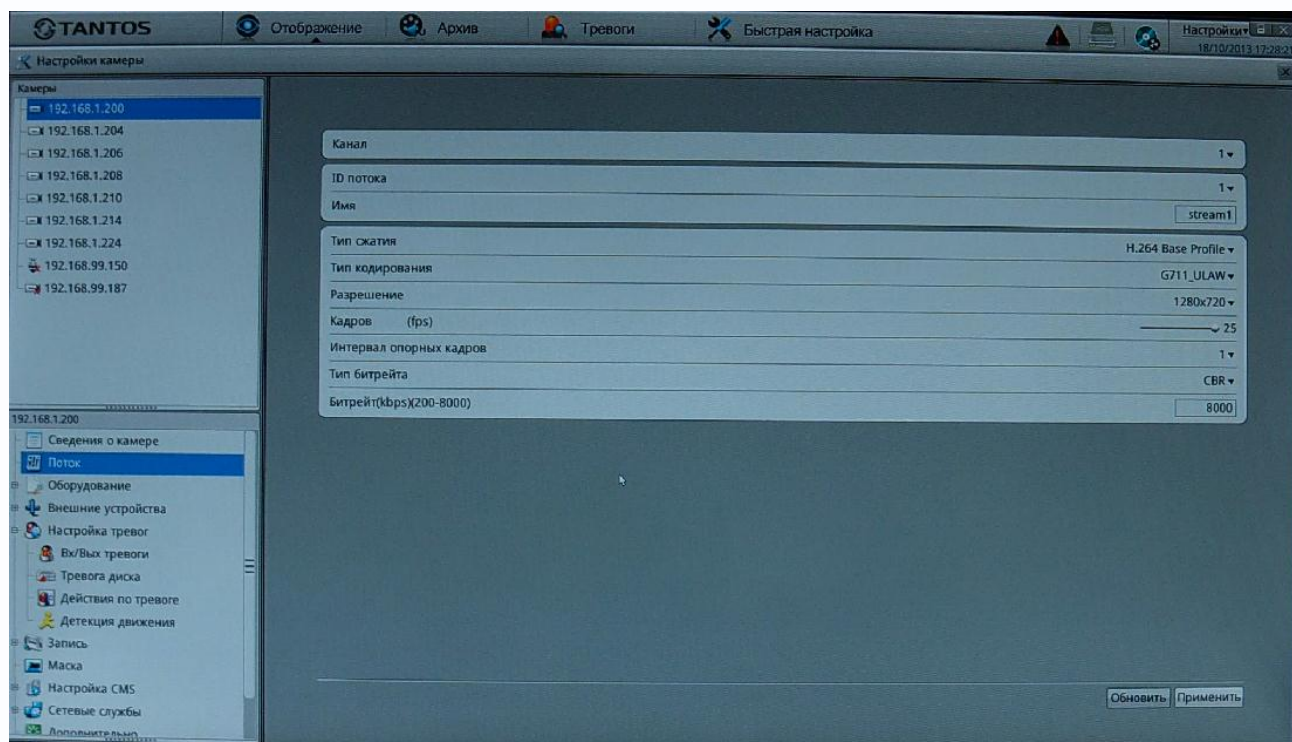 TANTOS Отображение Архив Тревоги Быстрая настройка Настройки
18/10/2013 17:28:21
Настройки камеры
Камеры
192.168.1.200
192.168.1.204
192.168.1.206
192.168.1.208
192.168.1.210
192.168.1.214
192.168.1.224
192.168.99.150
192.168.99.187
Канал 1
ID потока 1
Имя stream1
Тип сжатия H.264 Base Profile
Тип кодирования G711_ULAW
Разрешение 1280x720
Кадров (fps) 25
Интервал опорных кадров 1
Тип битрейта CBR
Битрейт(kbps)(200-8000) 8000
192.168.1.200
Сведения о камере
Поток
Оборудование
Внешние устройства
Настройка тревог
Вх/Вых тревоги
Тревога диска
Действия по тревоге
Детекция движения
Запись
Маска
Настройка CMS
Сетевые службы
Дополнительно
Обновить Применить